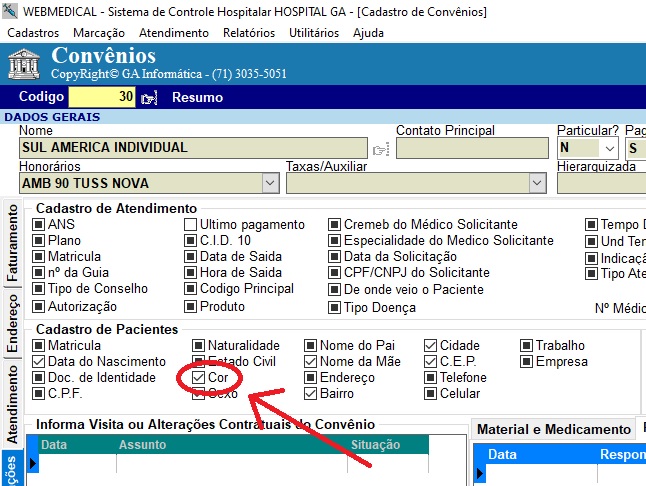 WEBMEDICAL - Sistema de Controle Hospitalar HOSPITAL GA - [Cadastro de Convênios]
Cadastros Marcação Atendimento Relatórios Utilitários Ajuda
Convênios
CopyRight© GA Informática - (71) 3035-5051
Codigo 30 Resumo
DADOS GERAIS
Nome Contato Principal Particular? Pag
SUL AMERICA INDIVIDUAL N S
Honorários Taxas/Auxiliar Hierarquizada
AMB 90 TUSS NOVA
Cadastro de Atendimento
ANS Ultimo pagamento Cremeb do Médico Solicitante Tempo D
Plano C.I.D. 10 Especialidade do Medico Solicitante Und Tem
Matricula Data de Saida Data da Solicitação Indicaçã
nº da Guia Hora de Saida CPF/CNPJ do Solicitante Tipo Ate
Tipo de Conselho Codigo Principal De onde veio o Paciente
Autorização Produto Tipo Doença Nº Médic
Cadastro de Pacientes
Matricula Naturalidade Nome do Pai Cidade Trabalho
Data do Nascimento Estado Civil Nome da Mãe C.E.P. Empresa
Doc. de Identidade Cor Endereço Telefone
C.P.F. Sexo Bairro Celular
Informa Visita ou Alterações Contratuais do Convênio
Data Assunto Situação
Material e Medicamento
Data Respon
Faturamento
Endereço
Atendimento
ções